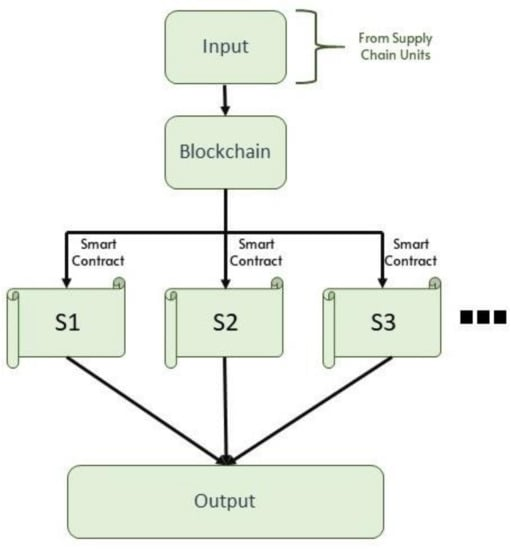 Input
From Supply
Chain Units
Blockchain
Smart
Contract
Smart
Contract
Smart
Contract
S1
S2
S3
Output